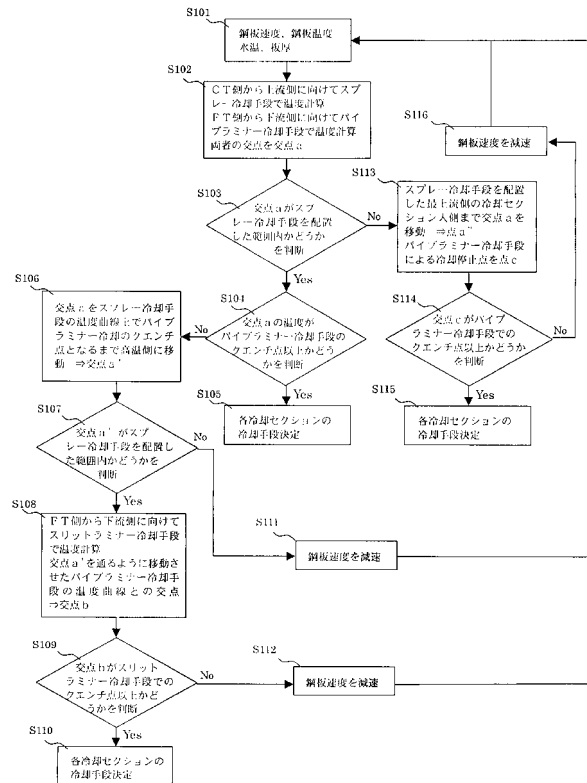 S101
鋼板速度、鋼板温度
水温、板厚
S102
ＣＴ側から上流側に向けてスプ
レー冷却手段で温度計算
ＦＴ側から下流側に向けてパイ
プラミナー冷却手段で温度計算
両者の交点を交点a
S103
交点aがスプ
レー冷却手段を配置
した範囲内かどうか
を判断
No
Yes
S104
交点aの温度が
パイプラミナー冷却手段の
クエンチ点以上かどう
かを判断
No
Yes
S105
各冷却セクションの
冷却手段決定
S106
交点aをスプレー冷却手
段の温度曲線上でパイプ
ラミナー冷却のクエンチ
点となるまで高温側に移
動　⇒交点a'
S107
交点a'がスプ
レー冷却手段を配置し
た範囲内かどうかを
判断
No
Yes
S108
ＦＴ側から下流に向けて
スリットラミナー冷却手段
で温度計算
交点a'を通るように移動さ
せたパイプラミナー冷却手
段の温度曲線との交点
⇒交点b
S109
交点bがスリット
ラミナー冷却手段での
クエンチ点以上かど
うかを判断
No
Yes
S110
各冷却セクションの
冷却手段決定
S111
鋼板速度を減速
S112
鋼板速度を減速
S113
スプレー冷却手段を配置
した最上流側の冷却セク
ション入側まで交点aを
移動　⇒点a"
パイプラミナー冷却手段
による冷却停止点を点c
S114
交点cがパイプ
ラミナー冷却手段での
クエンチ点以上かどうか
を判断
No
Yes
S115
各冷却セクションの
冷却手段決定
S116
鋼板速度を減速